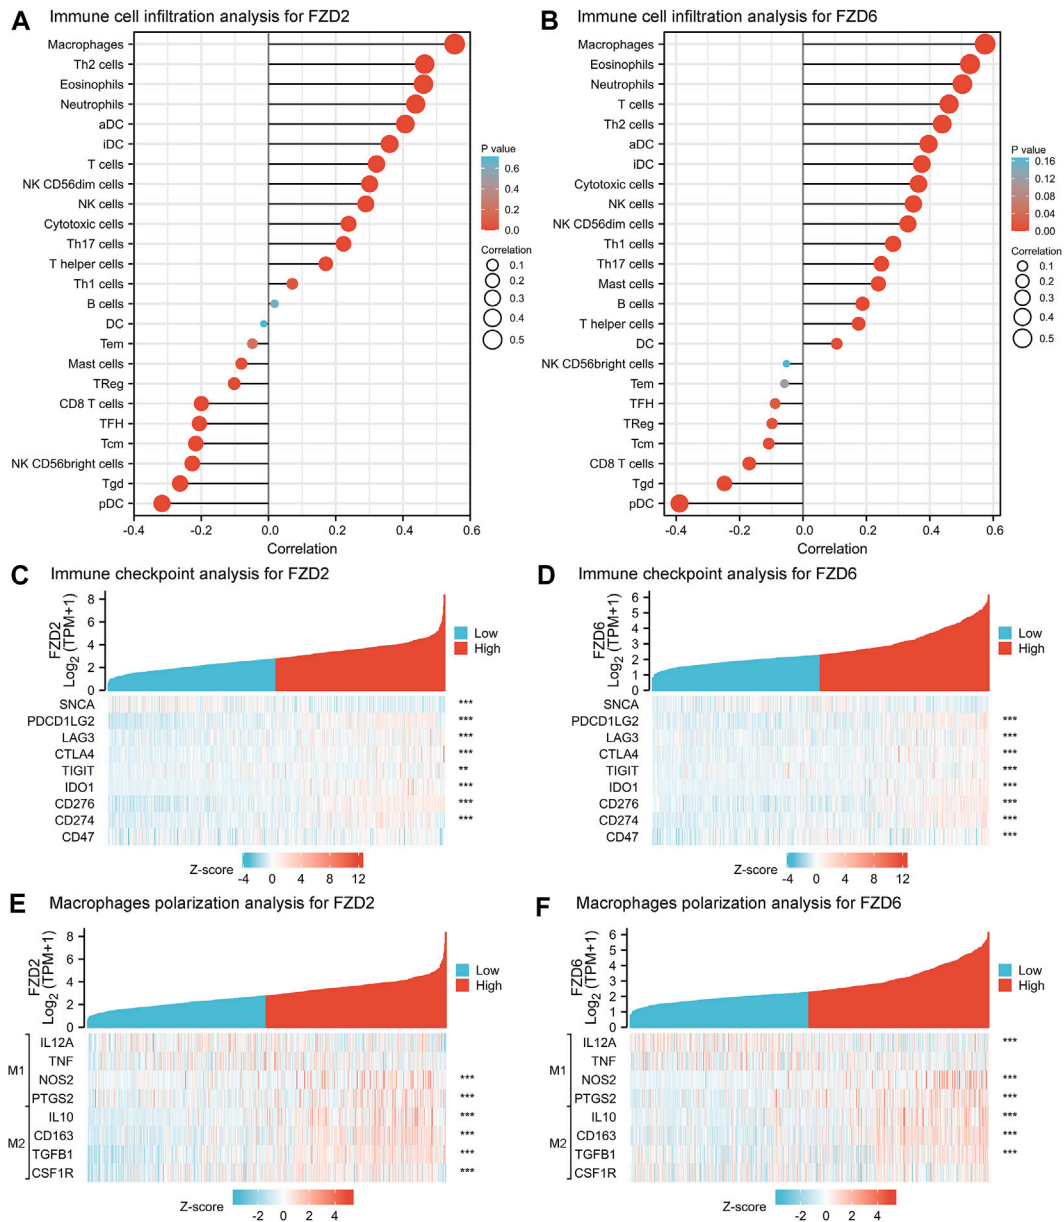 A Immune cell infiltration analysis for FZD2
Macrophages
Th2 cells
Eosinophils
Neutrophils
aDC
iDC
T cells
NK CD56dim cells
NK cells
Cytotoxic cells
Th17 cells
T helper cells
Th1 cells
B cells
DC
Tem
Mast cells
TReg
CD8 T cells
TFH
Tcm
NK CD56bright cells
Tgd
pDC
-0.4 -0.2 0.0 0.2 0.4 0.6
Correlation
P value
0.6
0.4
0.2
0.0
Correlation
0.1
0.2
0.3
0.4
0.5
B Immune cell infiltration analysis for FZD6
Macrophages
Eosinophils
Neutrophils
T cells
Th2 cells
aDC
iDC
Cytotoxic cells
NK cells
NK CD56dim cells
Th1 cells
Th17 cells
Mast cells
B cells
T helper cells
DC
NK CD56bright cells
Tem
TFH
TReg
Tcm
CD8 T cells
Tgd
pDC
-0.4 -0.2 0.0 0.2 0.4 0.6
Correlation
P value
0.16
0.12
0.08
0.04
0.00
Correlation
0.1
0.2
0.3
0.4
0.5
C Immune checkpoint analysis for FZD2
FZD2
Log2 (TPM+1)
8
6
4
2
0
Low
High
SNCA ***
PDCD1LG2 ***
LAG3 ***
CTLA4 ***
TIGIT **
IDO1 ***
CD276 ***
CD274 ***
CD47
Z-score
-4 0 4 8 12
D Immune checkpoint analysis for FZD6
FZD6
Log2 (TPM+1)
6
5
4
3
2
1
0
Low
High
SNCA
PDCD1LG2 ***
LAG3 ***
CTLA4 ***
TIGIT ***
IDO1 ***
CD276 ***
CD274 ***
CD47 ***
Z-score
-4 0 4 8 12
E Macrophages polarization analysis for FZD2
FZD2
Log2 (TPM+1)
8
6
4
2
0
Low
High
M1
IL12A
TNF
NOS2 ***
PTGS2 ***
M2
IL10 ***
CD163 ***
TGFB1 ***
CSF1R ***
Z-score
-2 0 2 4
F Macrophages polarization analysis for FZD6
FZD6
Log2 (TPM+1)
6
5
4
3
2
1
0
Low
High
M1
IL12A ***
TNF
NOS2 ***
PTGS2 ***
M2
IL10 ***
CD163 ***
TGFB1 ***
CSF1R
Z-score
-2 0 2 4